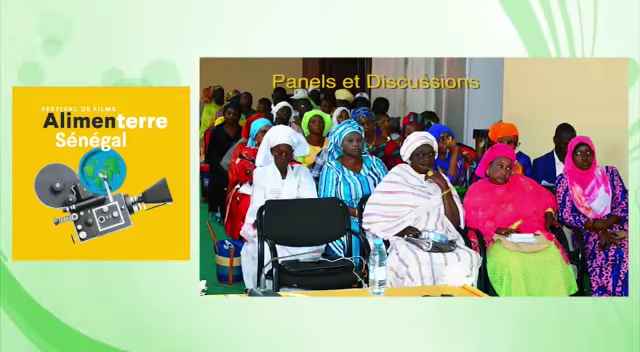 FESTIVAL DE FILMS
Alimenterre
Sénégal
Panels et Discussions